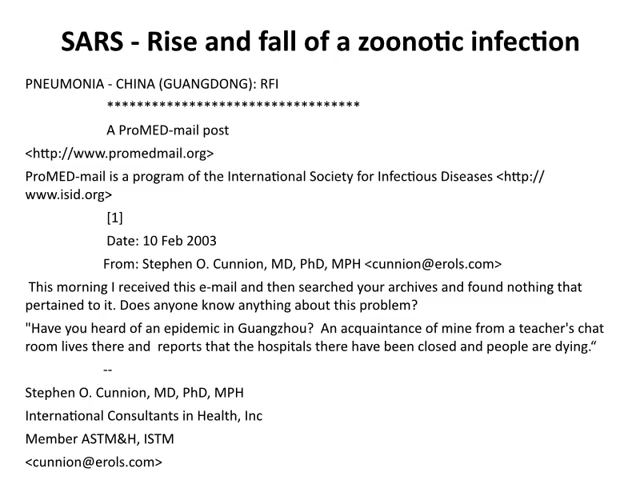 SARS - Rise and fall of a zoonotic infection
PNEUMONIA - CHINA (GUANGDONG): RFI
**********************************
A ProMED-mail post
<http://www.promedmail.org>
ProMED-mail is a program of the International Society for Infectious Diseases <http://
www.isid.org>
[1]
Date: 10 Feb 2003
From: Stephen O. Cunnion, MD, PhD, MPH <cunnion@erols.com>
This morning I received this e-mail and then searched your archives and found nothing that
pertained to it. Does anyone know anything about this problem?
"Have you heard of an epidemic in Guangzhou?  An acquaintance of mine from a teacher's chat
room lives there and  reports that the hospitals there have been closed and people are dying.“
--
Stephen O. Cunnion, MD, PhD, MPH
International Consultants in Health, Inc
Member ASTM&H, ISTM
<cunnion@erols.com>